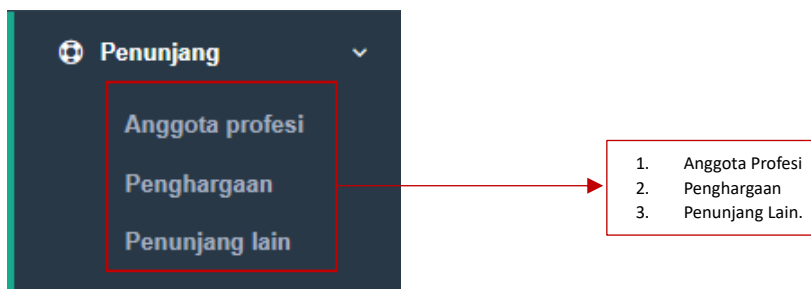 Penunjang
Anggota profesi
Penghargaan
Penunjang lain
1. Anggota Profesi
2. Penghargaan
3. Penunjang Lain.